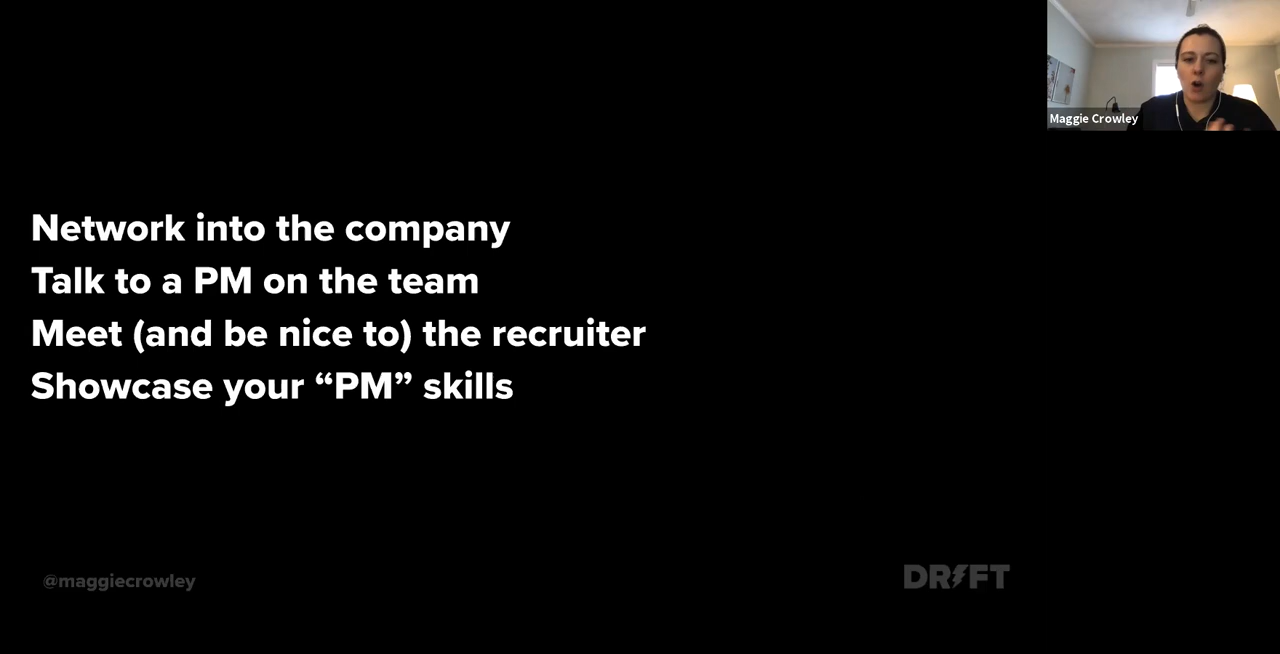 Maggie Crowley
Network into the company
Talk to a PM on the team
Meet (and be nice to) the recruiter
Showcase your “PM” skills
@maggiecrowley
DRIFT